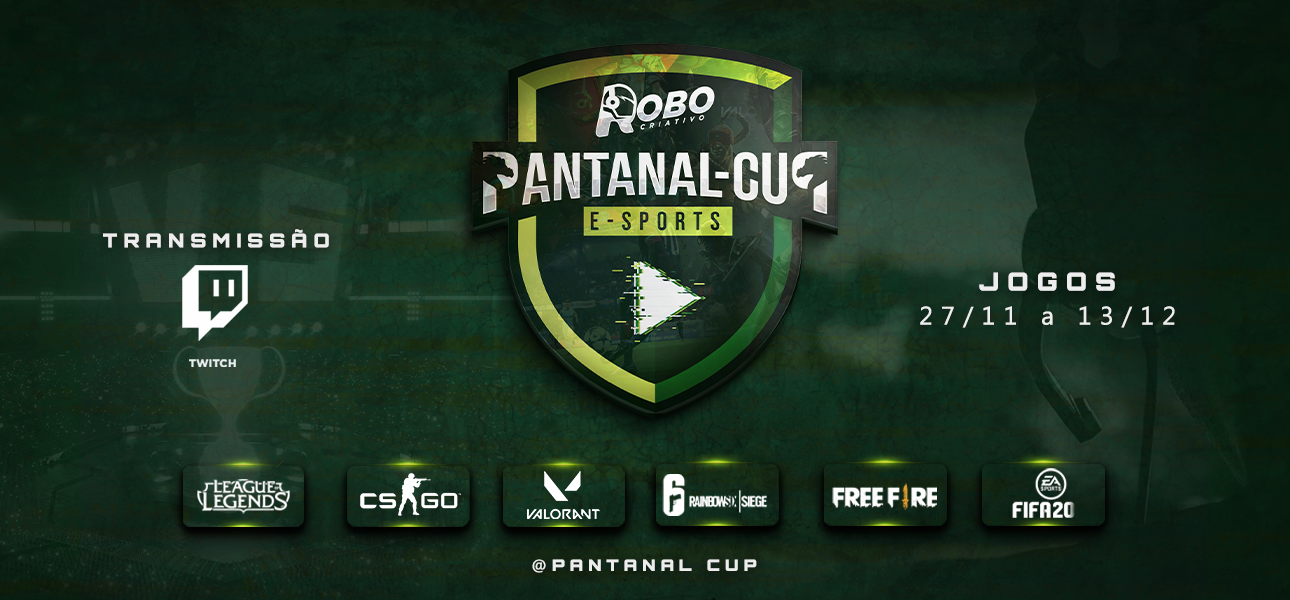 ROBO
CRIATIVO
PANTANAL-CUP
E-SPORTS
TRANSMISSÃO
TWITCH
JOGOS
27/11 a 13/12
LEAGUE OF LEGENDS
CS GO
VALORANT
6 RAINBOW SIX | SIEGE
FREE FIRE
EA
SPORTS
FIFA20
@PANTANAL CUP